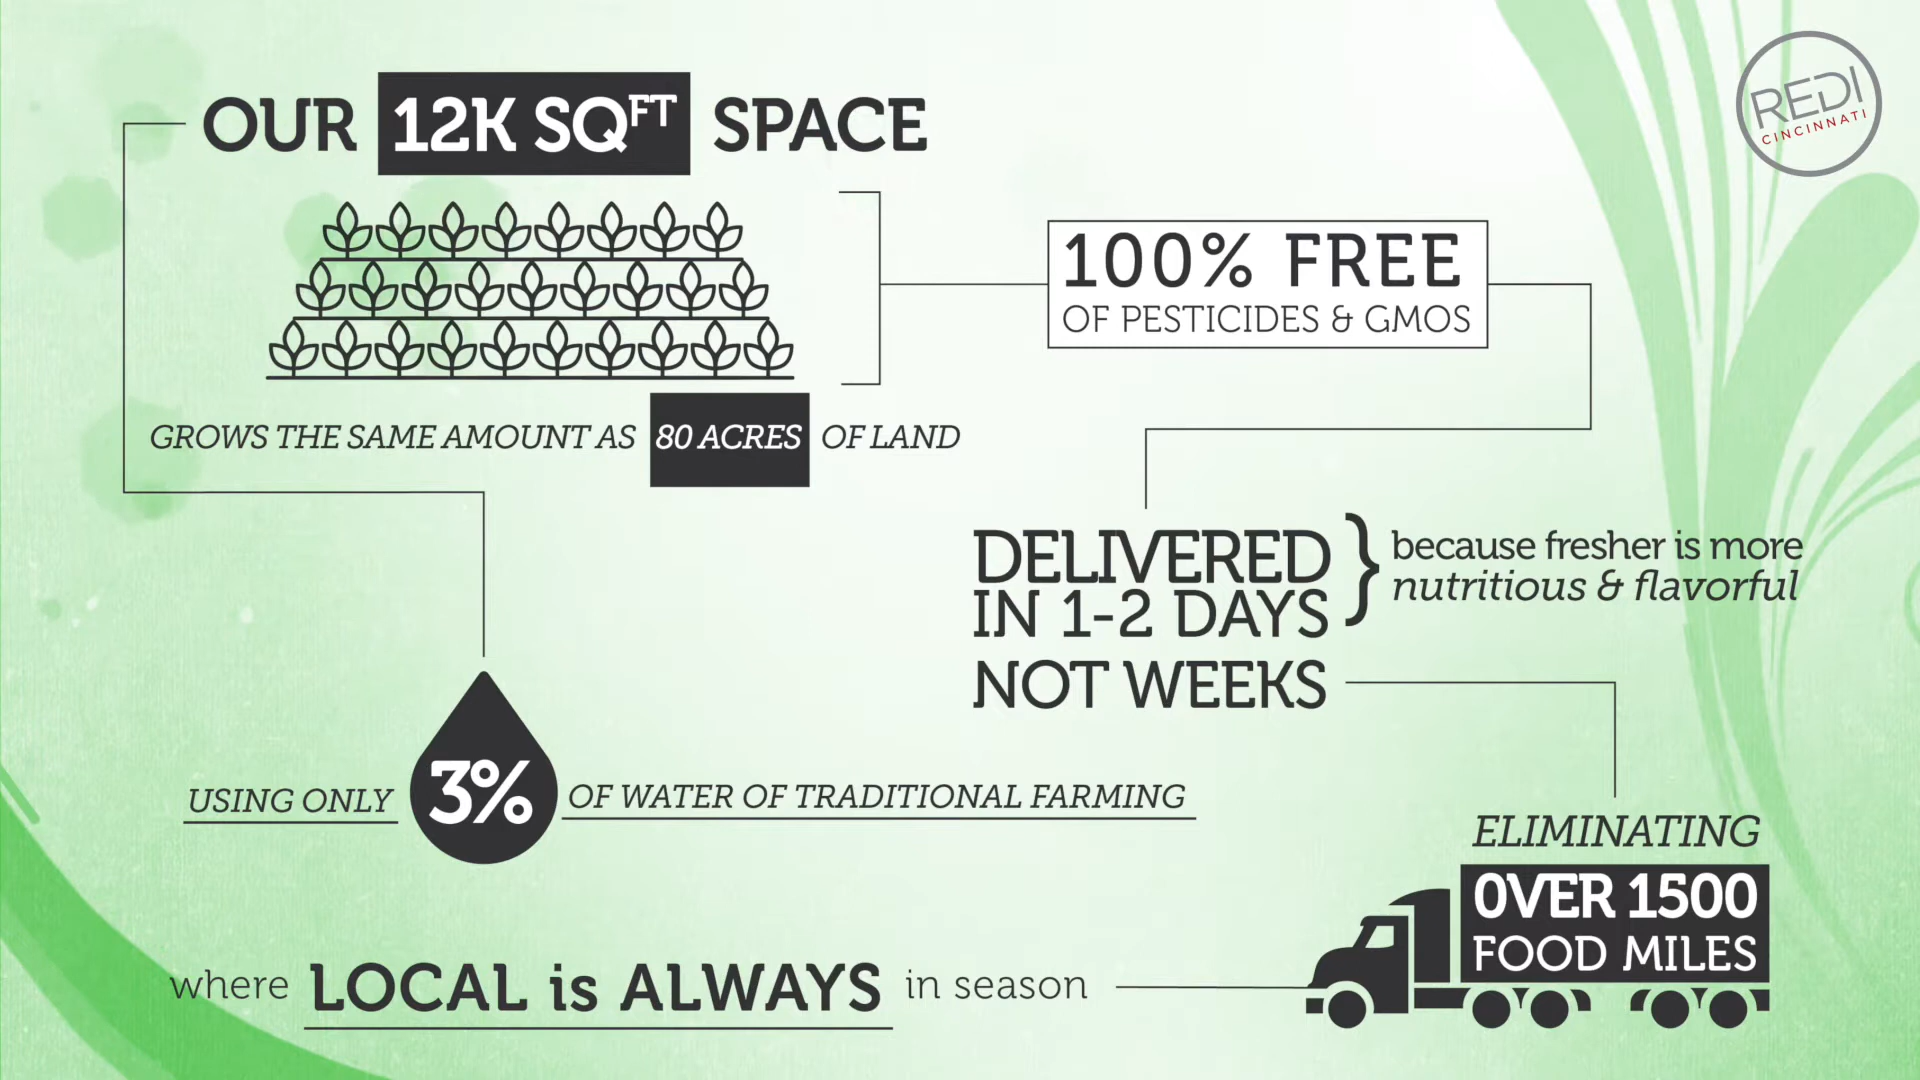 REDI
CINCINNATI
OUR 12K SQFT SPACE
GROWS THE SAME AMOUNT AS 80 ACRES OF LAND
100% FREE
OF PESTICIDES & GMOS
DELIVERED
IN 1-2 DAYS
NOT WEEKS
because fresher is more
nutritious & flavorful
USING ONLY 3% OF WATER OF TRADITIONAL FARMING
ELIMINATING
OVER 1500
FOOD MILES
where LOCAL is ALWAYS in season